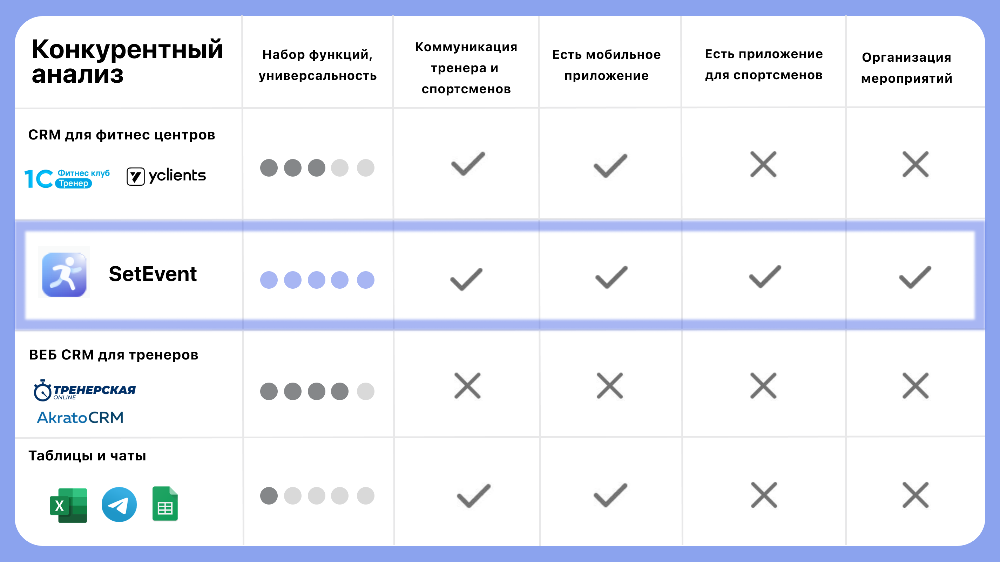 Конкурентный
анализ
Набор функций,
универсальность
Коммуникация
тренера и
спортсменов
Есть мобильное
приложение
Есть приложение
для спортсменов
Организация
мероприятий
CRM для фитнес центров
1С Фитнес клуб
Тренер
yclients
SetEvent
ВЕБ CRM для тренеров
ТРЕНЕРСКАЯ
ONLINE
AkratoCRM
Таблицы и чаты
X